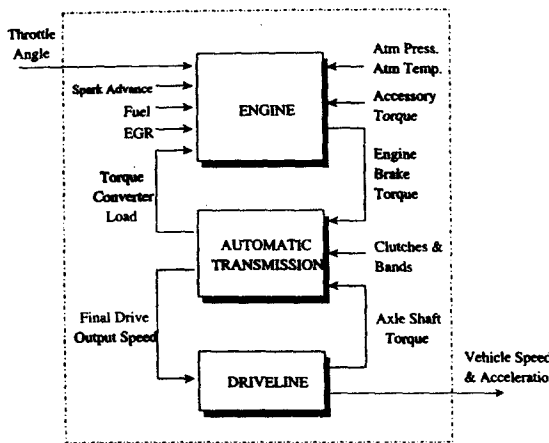 Throttle
Angle
Spark Advance
Fuel
EGR
ENGINE
Atm Press.
Atm Temp.
Accessory
Torque
Torque
Converter
Load
Engine
Brake
Torque
AUTOMATIC
TRANSMISSION
Clutches &
Bands
Final Drive
Output Speed
Axle Shaft
Torque
DRIVELINE
Vehicle Speed
& Acceleratio